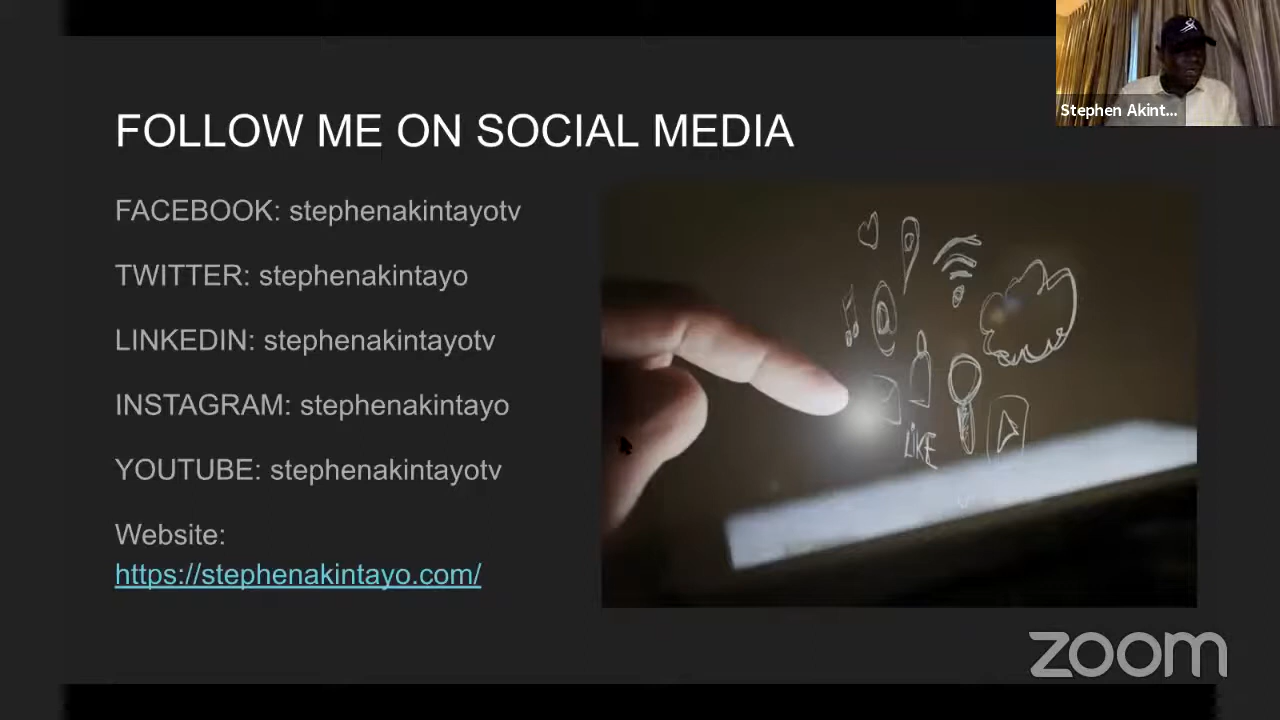 Stephen Akint...
FOLLOW ME ON SOCIAL MEDIA
FACEBOOK: stephenakintayotv
TWITTER: stephenakintayo
LINKEDIN: stephenakintayotv
INSTAGRAM: stephenakintayo
YOUTUBE: stephenakintayotv
Website:
https://stephenakintayo.com/
@
LIKE
zoom